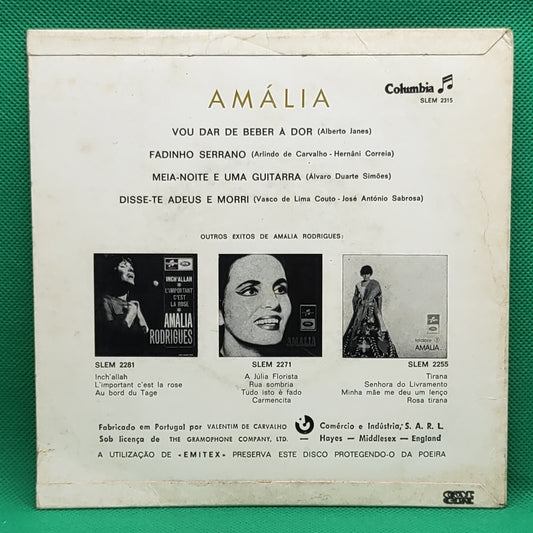 Columbia
SLEM 2315
AMÁLIA
VOU DAR DE BEBER À DOR (Alberto Janes)
FADINHO SERRANO (Arlindo de Carvalho - Hernâni Correia)
MEIA-NOITE E UMA GUITARRA (Álvaro Duarte Simões)
DISSE-TE ADEUS E MORRI (Vasco de Lima Couto - José António Sabrosa)
OUTROS ÊXITOS DE AMÁLIA RODRIGUES:
INCH'ALLAH
L'IMPORTANT
C'EST
LA ROSE
AMÁLIA
RODRIGUES
AMÁLIA
AMÁLIA
SLEM 2281
Inch'allah
L'important c'est la rose
Au bord du Tage
SLEM 2271
A Júlia Florista
Rua sombria
Tudo isto é fado
Carmencita
SLEM 2255
Tirana
Senhora do Livramento
Minha mãe me deu um lenço
Rosa tirana
Fabricado em Portugal por VALENTIM DE CARVALHO Comércio e Indústria, S. A. R. L.
Sob licença de THE GRAMOPHONE COMPANY, LTD. — Hayes — Middlesex — England
A UTILIZAÇÃO DE «EMITEX» PRESERVA ESTE DISCO PROTEGENDO-O DA POEIRA